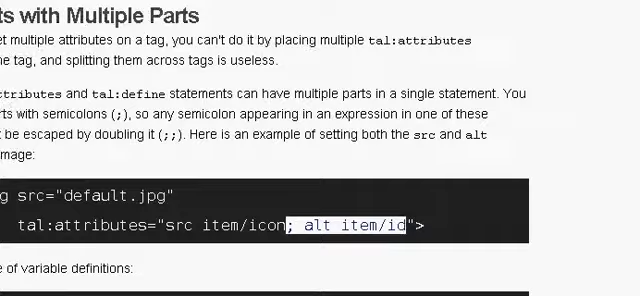 ts with Multiple Parts
et multiple attributes on a tag, you can't do it by placing multiple tal:attributes
ne tag, and splitting them across tags is useless.
ttributes and tal:define statements can have multiple parts in a single statement. You
rts with semicolons (;), so any semicolon appearing in an expression in one of these
t be escaped by doubling it (;;). Here is an example of setting both the src and alt
mage:
g src="default.jpg"
tal:attributes="src item/icon; alt item/id">
e of variable definitions: